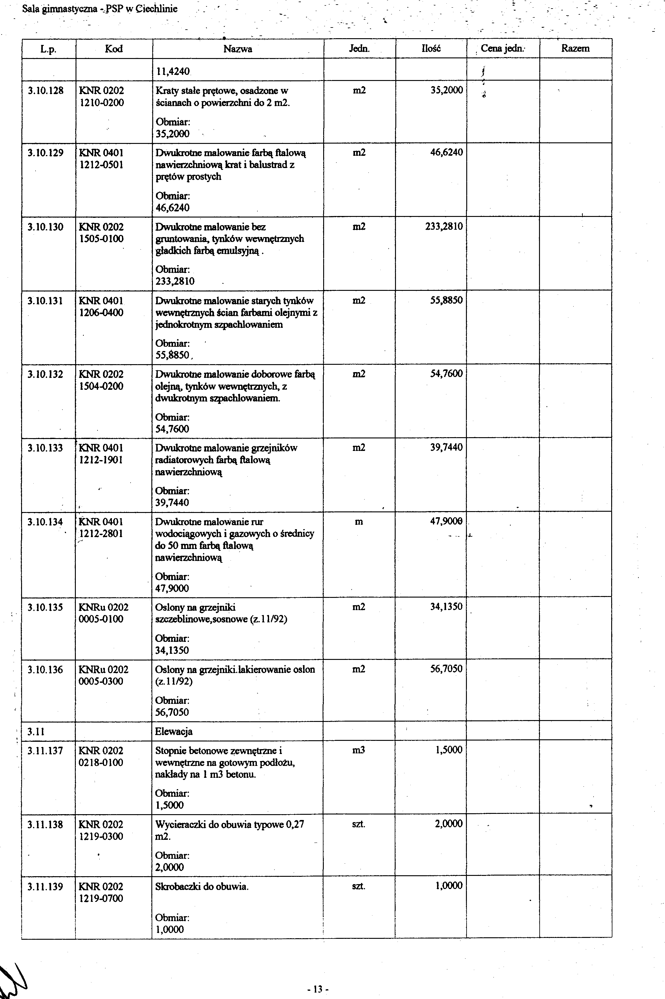 Sala gimnastyczna - PSP w Ciechlinie
L.p. Kod Nazwa Jedn. Ilość Cena jedn. Razem
11,4240
3.10.128 KNR 0202 Kraty stałe prętowe, osadzone w m2 35,2000
1210-0200 ścianach o powierzchni do 2 m2.
Obmiar:
35,2000
3.10.129 KNR 0401 Dwukrotne malowanie farbą ftalową m2 46,6240
1212-0501 nawierzchniową krat i balustrad z
prętów prostych
Obmiar:
46,6240
3.10.130 KNR 0202 Dwukrotne malowanie bez m2 233,2810
1505-0100 gruntowania, tynków wewnętrznych
gładkich farbą emulsyjną .
Obmiar:
233,2810
3.10.131 KNR 0401 Dwukrotne malowanie starych tynków m2 55,8850
1206-0400 wewnętrznych ścian farbami olejnymi z
jednokrotnym szpachlowaniem
Obmiar:
55,8850
3.10.132 KNR 0202 Dwukrotne malowanie doborowe farbą m2 54,7600
1504-0200 olejną, tynków wewnętrznych, z
dwukrotnym szpachlowaniem.
Obmiar:
54,7600
3.10.133 KNR 0401 Dwukrotne malowanie grzejników m2 39,7440
1212-1901 radiatorowych farbą ftalową
nawierzchniową
Obmiar:
39,7440
3.10.134 KNR 0401 Dwukrotne malowanie rur m 47,9000
1212-2801 wodociągowych i gazowych o średnicy
do 50 mm farbą ftalową
nawierzchniową
Obmiar:
47,9000
3.10.135 KNRu 0202 Oslony na grzejniki m2 34,1350
0005-0100 szczeblinowe,sosnowe (z.11/92)
Obmiar:
34,1350
3.10.136 KNRu 0202 Oslony na grzejniki.lakierowanie oslon m2 56,7050
0005-0300 (z.11/92)
Obmiar:
56,7050
3.11 Elewacja
3.11.137 KNR 0202 Stopnie betonowe zewnętrzne i m3 1,5000
0218-0100 wewnętrzne na gotowym podłożu,
nakłady na 1 m3 betonu.
Obmiar:
1,5000
3.11.138 KNR 0202 Wycieraczki do obuwia typowe 0,27 szt. 2,0000
1219-0300 m2.
Obmiar:
2,0000
3.11.139 KNR 0202 Skrobaczki do obuwia. szt. 1,0000
1219-0700
Obmiar:
1,0000
- 13 -